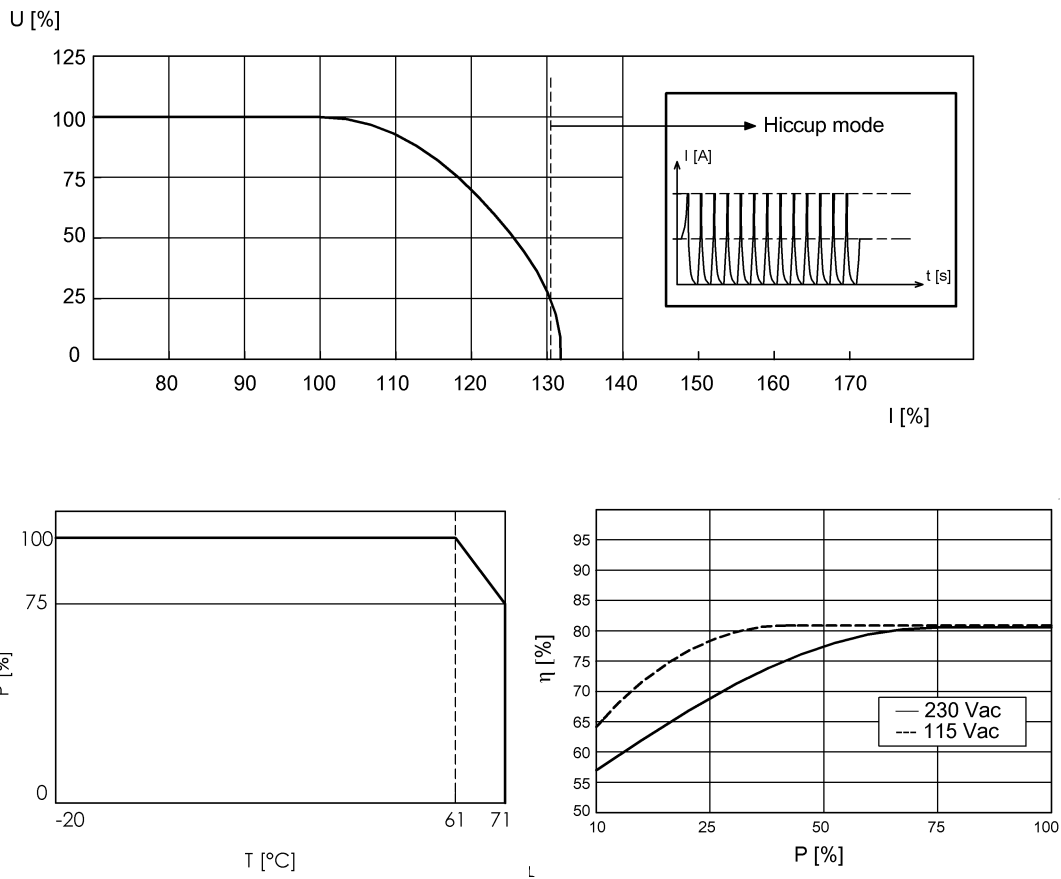 U [%]
125
100
75
50
25
0
80 90 100 110 120 130 140 150 160 170
I [%]
Hiccup mode
I [A]
t [s]
100
75
0
P [%]
-20 61 71
T [°C]
95
90
85
80
75
70
65
60
55
50
η [%]
230 Vac
115 Vac
10 25 50 75 100
P [%]